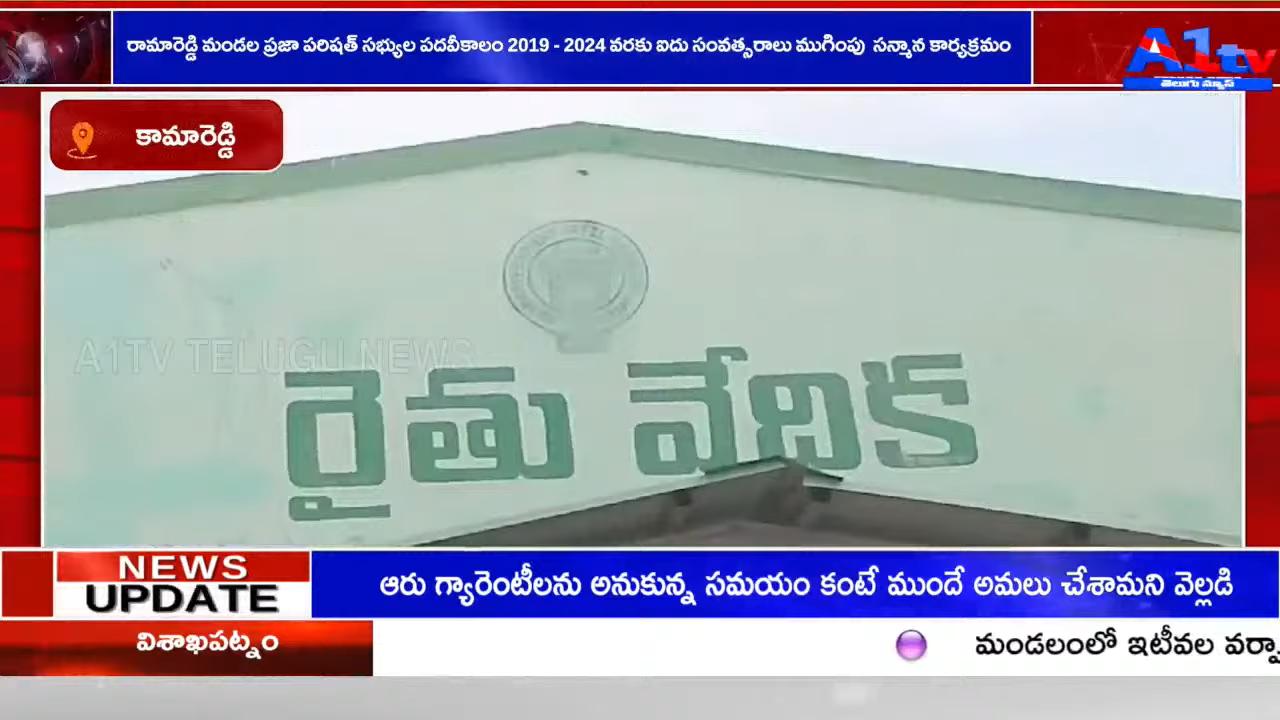 రామారెడ్డి మండల ప్రజా పరిషత్ సభ్యుల పదవీకాలం 2019 - 2024 వరకు ఐదు సంవత్సరాలు ముగింపు సన్మాన కార్యక్రమం
A1tv
తెలుగు న్యూస్
కామారెడ్డి
A1TV TELUGU NEWS
రైతు వేదిక
NEWS
UPDATE
ఆరు గ్యారెంటీలను అనుకున్న సమయం కంటే ముందే అమలు చేశామని వెల్లడి
విశాఖపట్నం
మండలంలో ఇటీవల